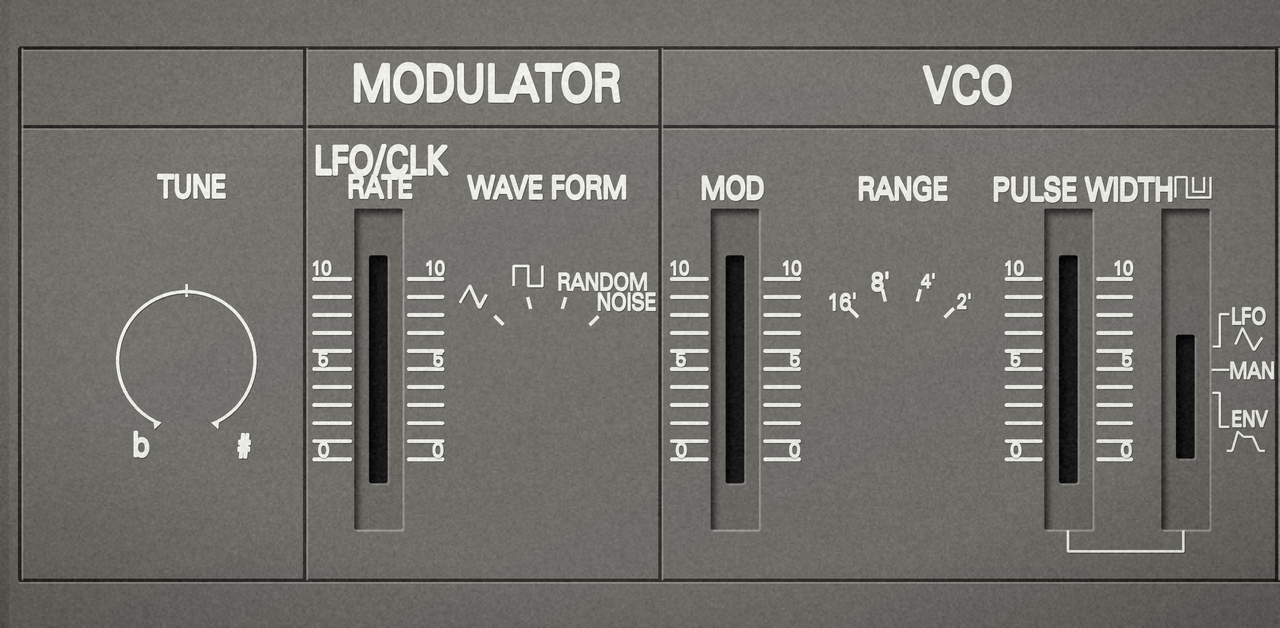 MODULATOR
VCO
TUNE
LFO/CLK
RATE
WAVE FORM
MOD
RANGE
PULSE WIDTH
10 10
RANDOM
NOISE
10 10
16' 8' 4' 2'
10 10
LFO
5 5
5 5
5 5
MAN
ENV
b #
0 0
0 0
0 0